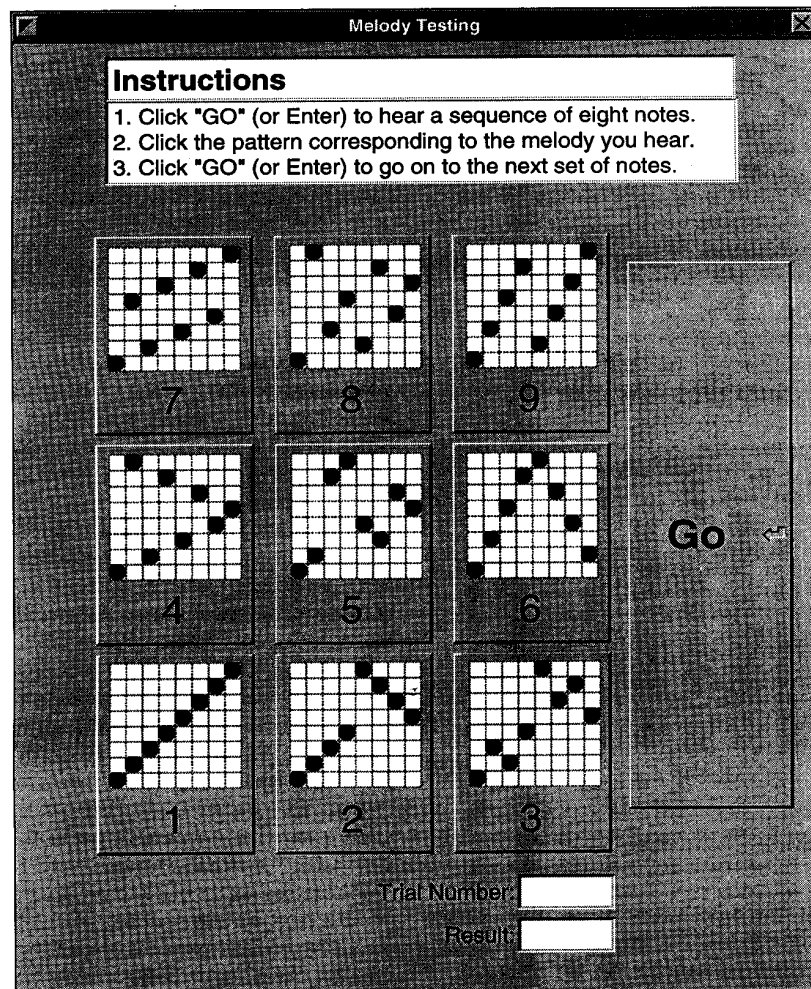 Melody Testing
Instructions
1. Click "GO" (or Enter) to hear a sequence of eight notes.
2. Click the pattern corresponding to the melody you hear.
3. Click "GO" (or Enter) to go on to the next set of notes.
7 8 9
Go
4 5 6
1 2 3
Trial Number:
Result: